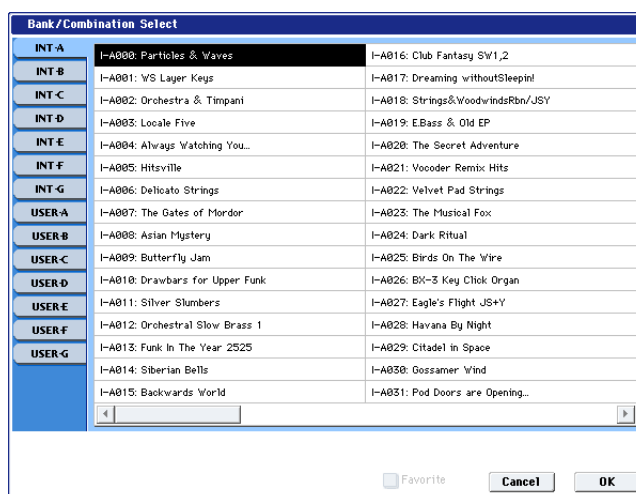 Bank/Combination Select
INT-A
INT-B
INT-C
INT-D
INT-E
INT-F
INT-G
USER-A
USER-B
USER-C
USER-D
USER-E
USER-F
USER-G
I-A000: Particles & Waves
I-A001: WS Layer Keys
I-A002: Orchestra & Timpani
I-A003: Locale Five
I-A004: Always Watching You...
I-A005: Hitsville
I-A006: Delicato Strings
I-A007: The Gates of Mordor
I-A008: Asian Mystery
I-A009: Butterfly Jam
I-A010: Drawbars for Upper Funk
I-A011: Silver Slumbers
I-A012: Orchestral Slow Brass 1
I-A013: Funk In The Year 2525
I-A014: Siberian Bells
I-A015: Backwards World
I-A016: Club Fantasy SW1,2
I-A017: Dreaming withoutSleepin!
I-A018: Strings&WoodwindsRbn/JSY
I-A019: E.Bass & Old EP
I-A020: The Secret Adventure
I-A021: Vocoder Remix Hits
I-A022: Velvet Pad Strings
I-A023: The Musical Fox
I-A024: Dark Ritual
I-A025: Birds On The Wire
I-A026: BX-3 Key Click Organ
I-A027: Eagle's Flight JS+Y
I-A028: Havana By Night
I-A029: Citadel in Space
I-A030: Gossamer Wind
I-A031: Pod Doors are Opening...
Favorite
Cancel
OK